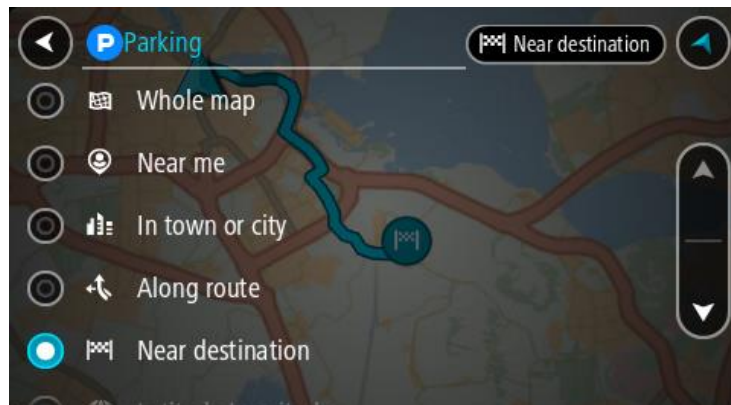 P Parking
Near destination
Whole map
Near me
In town or city
Along route
Near destination